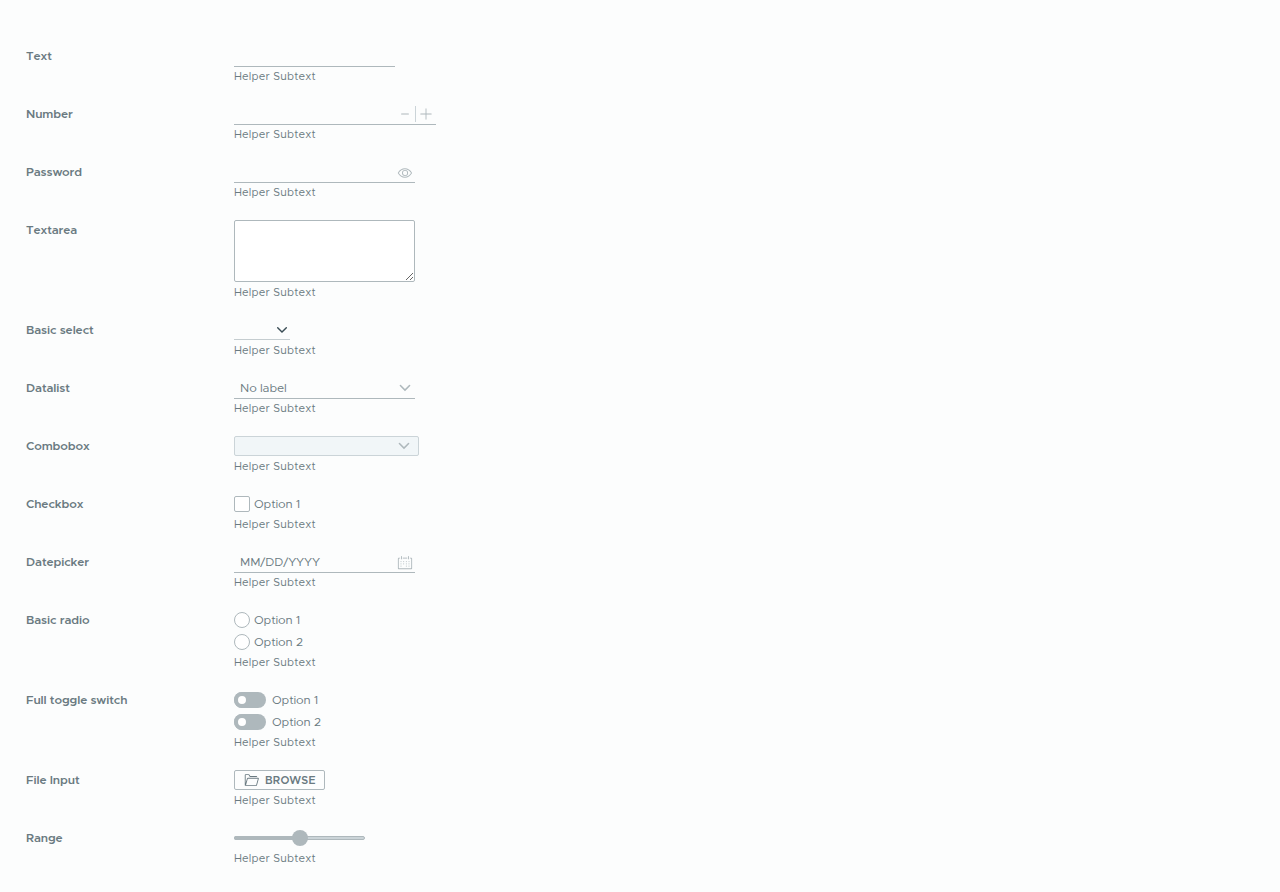 Text
Helper Subtext
Number
Helper Subtext
Password
Helper Subtext
Textarea
Helper Subtext
Basic select
Helper Subtext
Datalist
No label
Helper Subtext
Combobox
Helper Subtext
Checkbox
Option 1
Helper Subtext
Datepicker
MM/DD/YYYY
Helper Subtext
Basic radio
Option 1
Option 2
Helper Subtext
Full toggle switch
Option 1
Option 2
Helper Subtext
File Input
BROWSE
Helper Subtext
Range
Helper Subtext